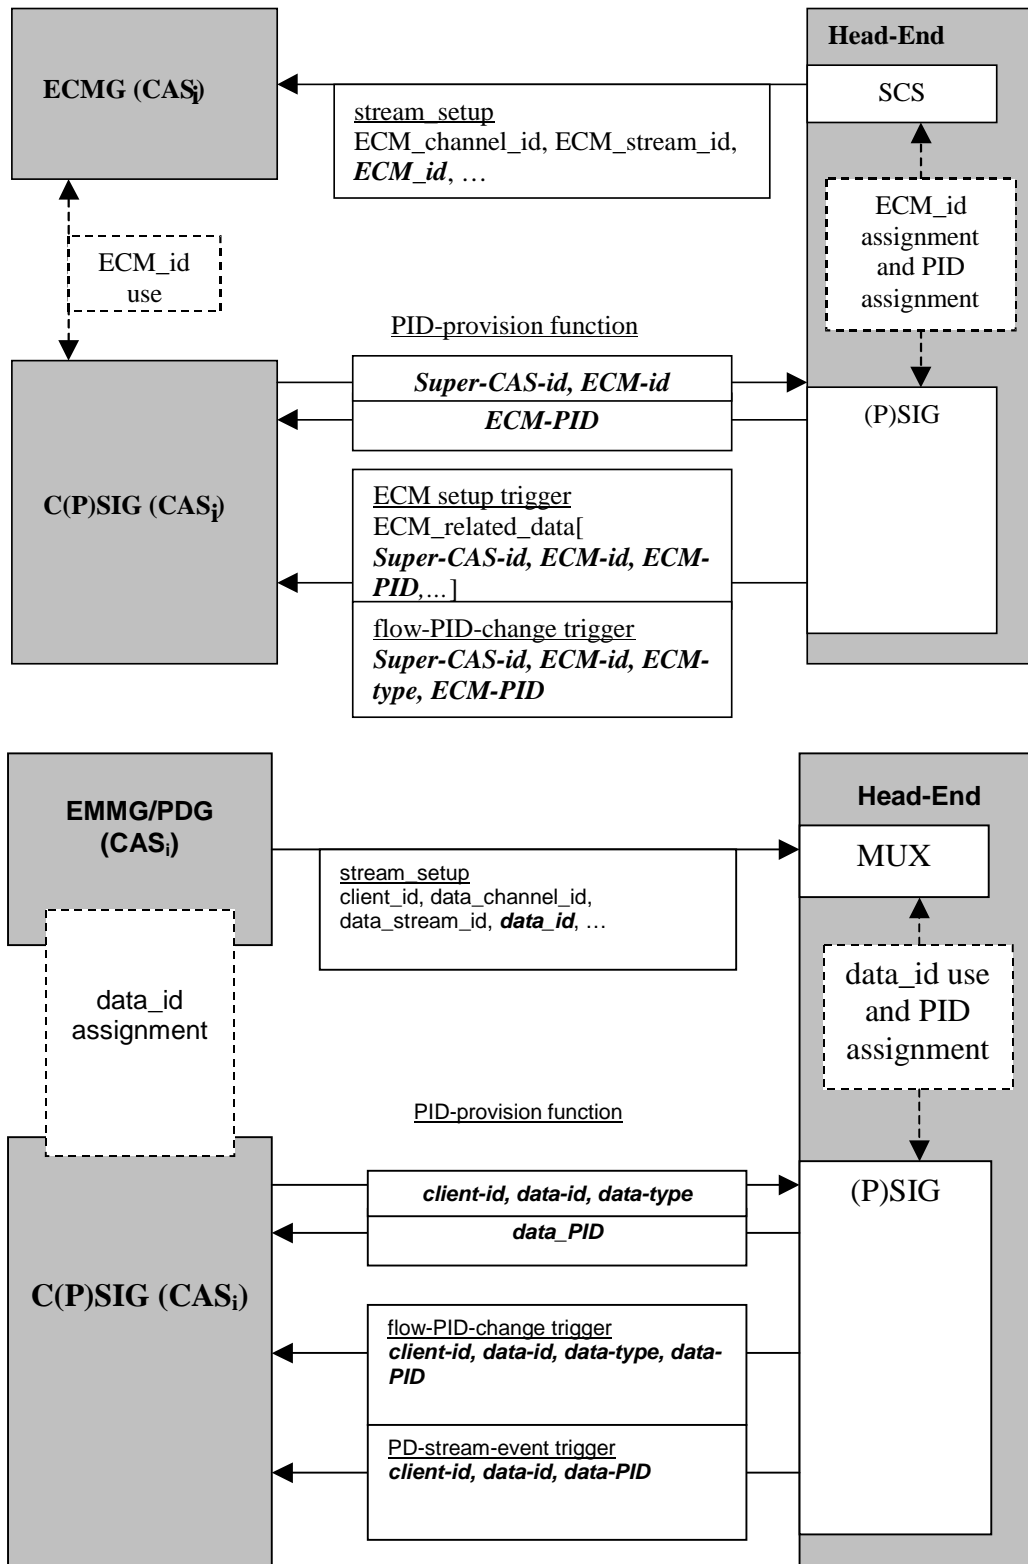 Head-End
ECMG (CASi)
SCS
stream_setup
ECM_channel_id, ECM_stream_id,
ECM_id, …
ECM_id
assignment
and PID
assignment
ECM_id
use
PID-provision function
Super-CAS-id, ECM-id
ECM-PID
(P)SIG
C(P)SIG (CASi)
ECM setup trigger
ECM_related_data[
Super-CAS-id, ECM-id, ECM-
PID,…]
flow-PID-change trigger
Super-CAS-id, ECM-id, ECM-
type, ECM-PID
EMMG/PDG
(CASi)
Head-End
MUX
stream_setup
client_id, data_channel_id,
data_stream_id, data_id, …
data_id
assignment
data_id use
and PID
assignment
PID-provision function
client-id, data-id, data-type
data_PID
(P)SIG
C(P)SIG (CASi)
flow-PID-change trigger
client-id, data-id, data-type, data-
PID
PD-stream-event trigger
client-id, data-id, data-PID